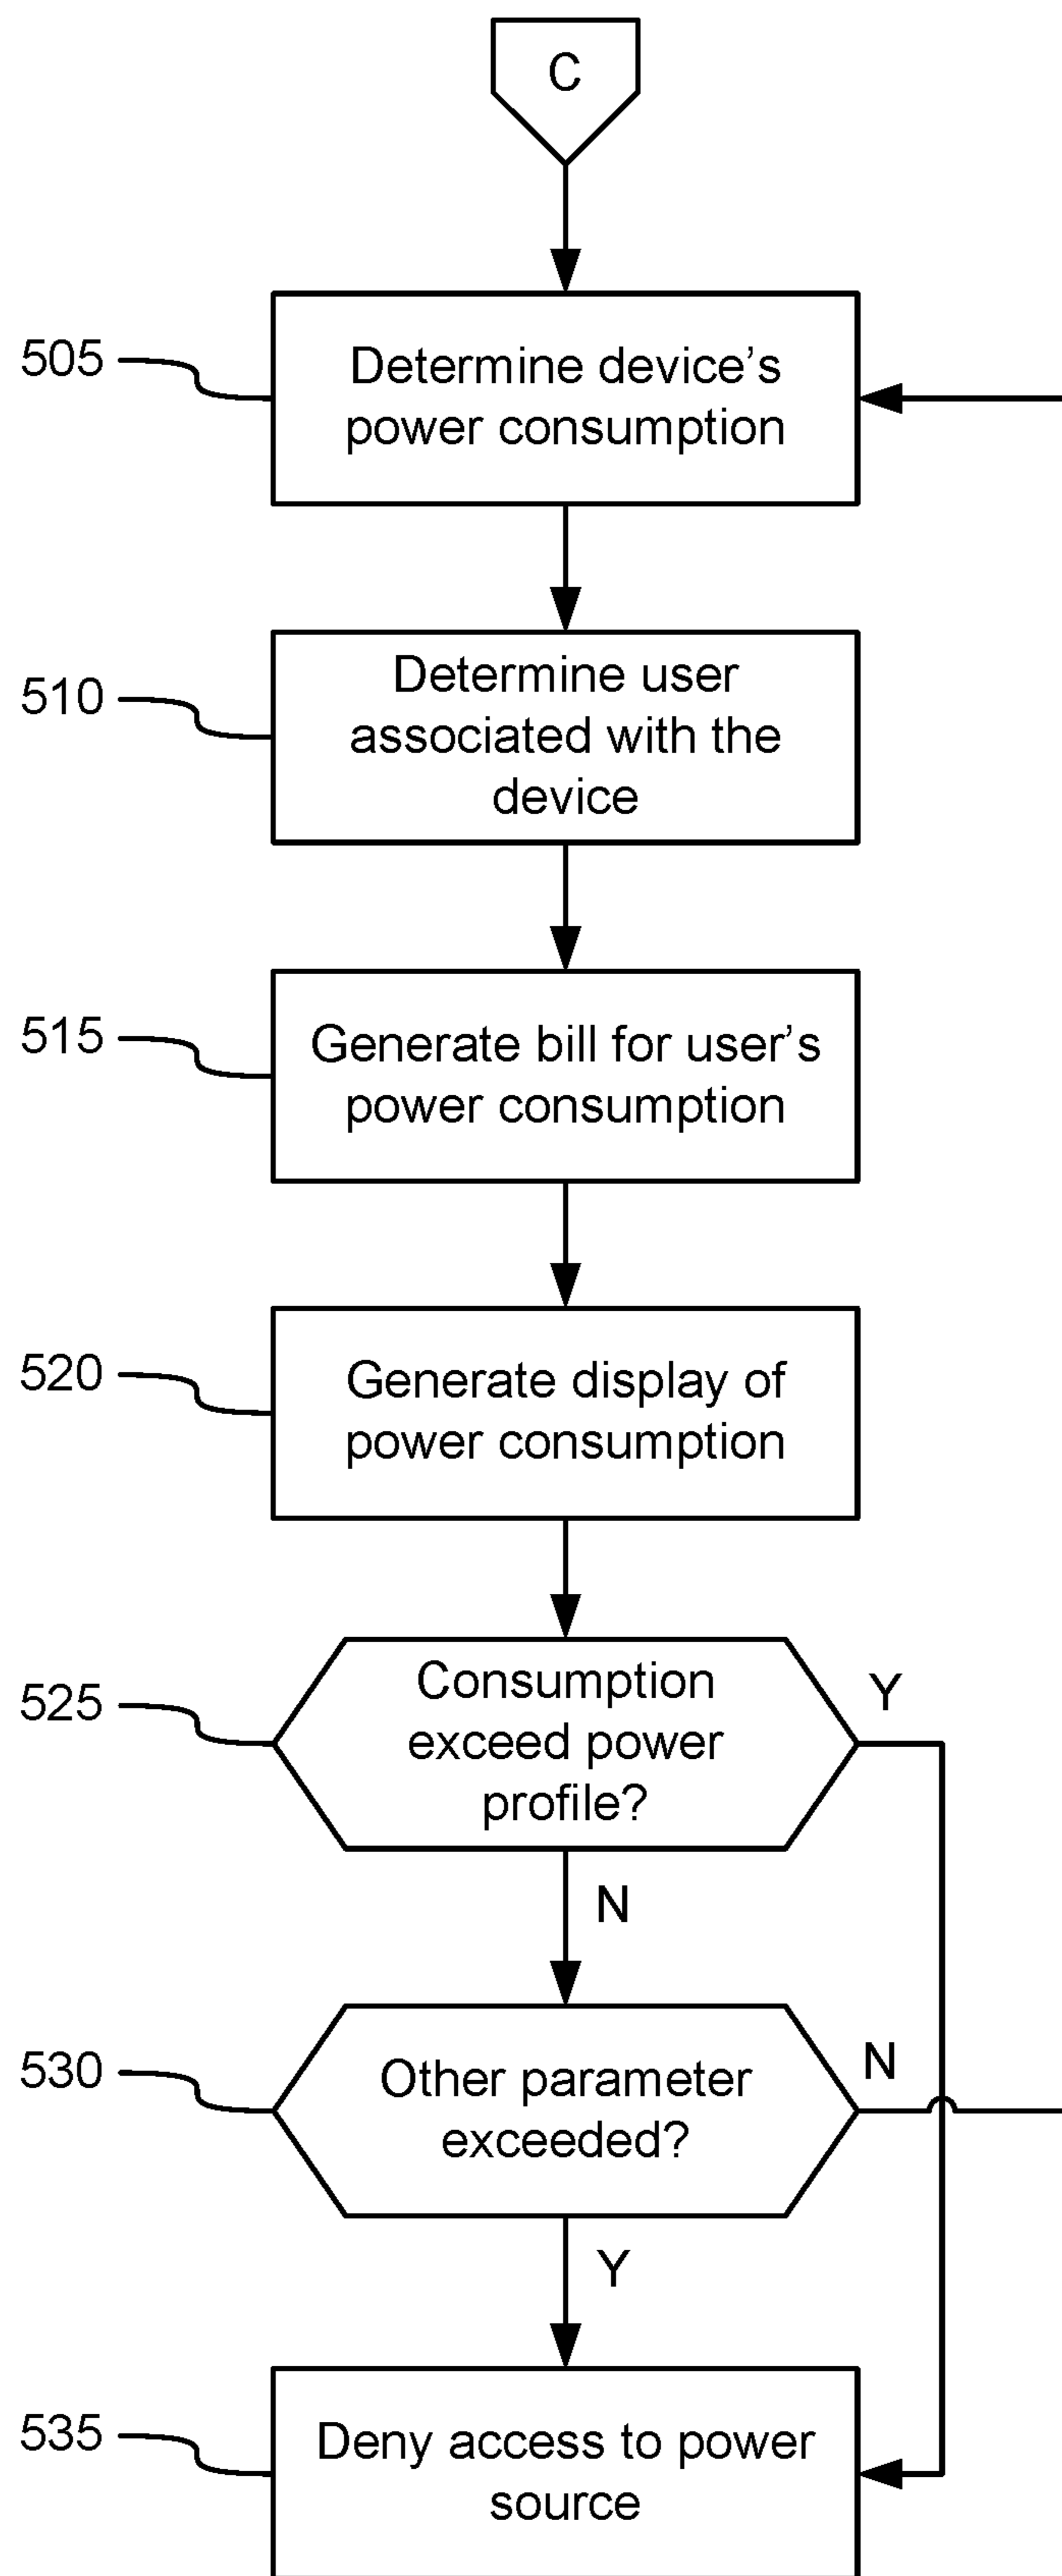 C
505
Determine device's
power consumption
510
Determine user
associated with the
device
515
Generate bill for user's
power consumption
520
Generate display of
power consumption
525
Consumption
exceed power
profile?
Y
N
530
Other parameter
exceeded?
N
Y
535
Deny access to power
source